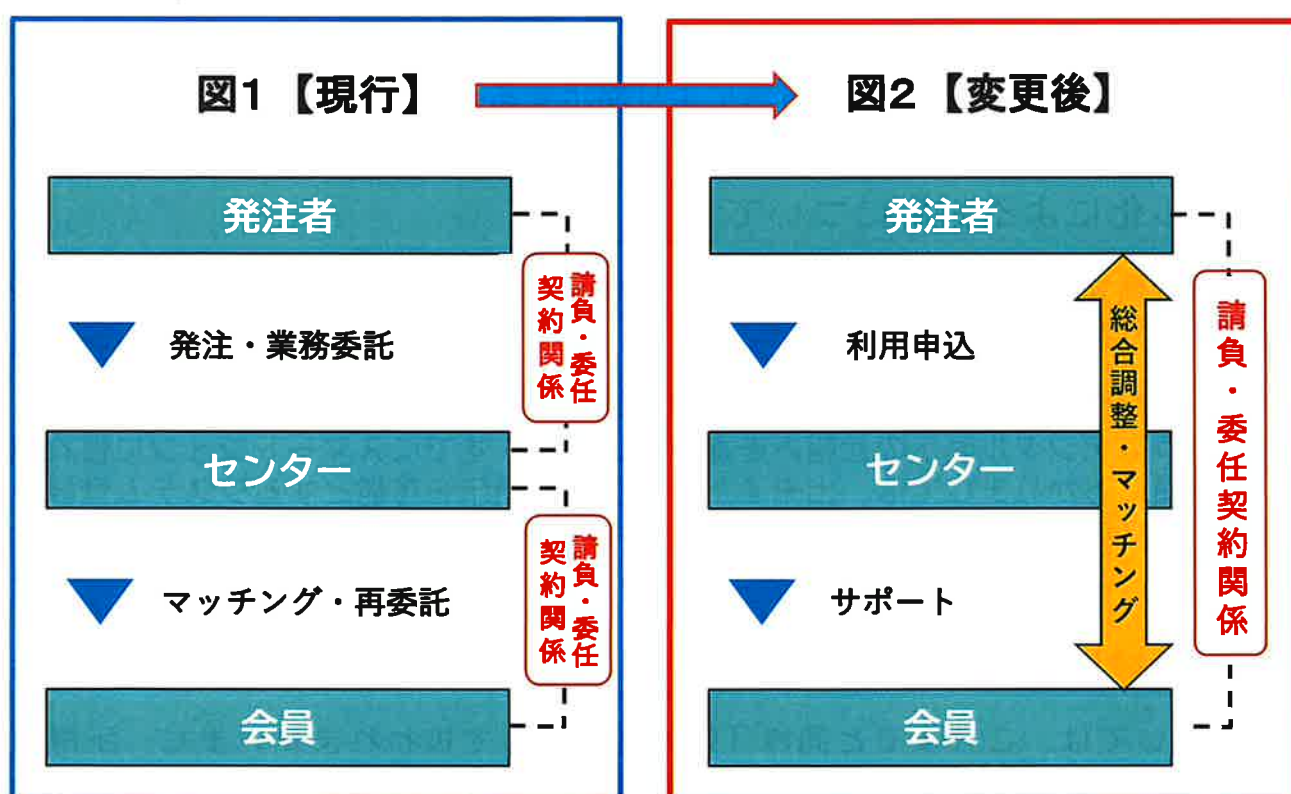 図1【現行】
発注者
発注・業務委託
請負・委任
契約関係
センター
マッチング・再委託
請負・委任
契約関係
会員
図2【変更後】
発注者
利用申込
総合調整・マッチング
請負・委任契約関係
センター
サポート
会員